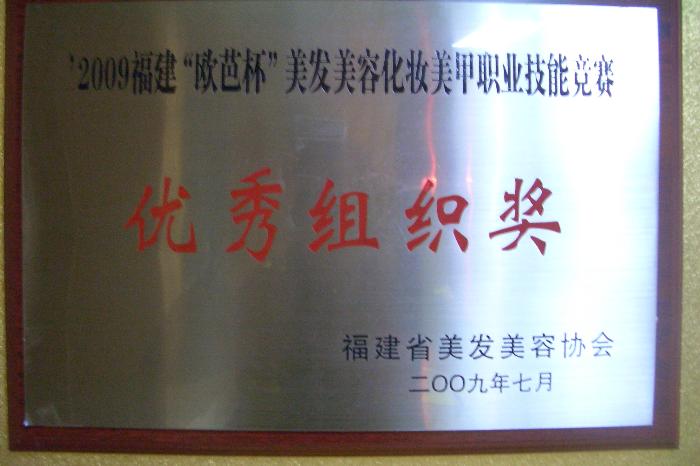 '2009福建“欧芭杯”美发美容化妆美甲职业技能竞赛
优秀组织奖
福建省美发美容协会
二OO九年七月